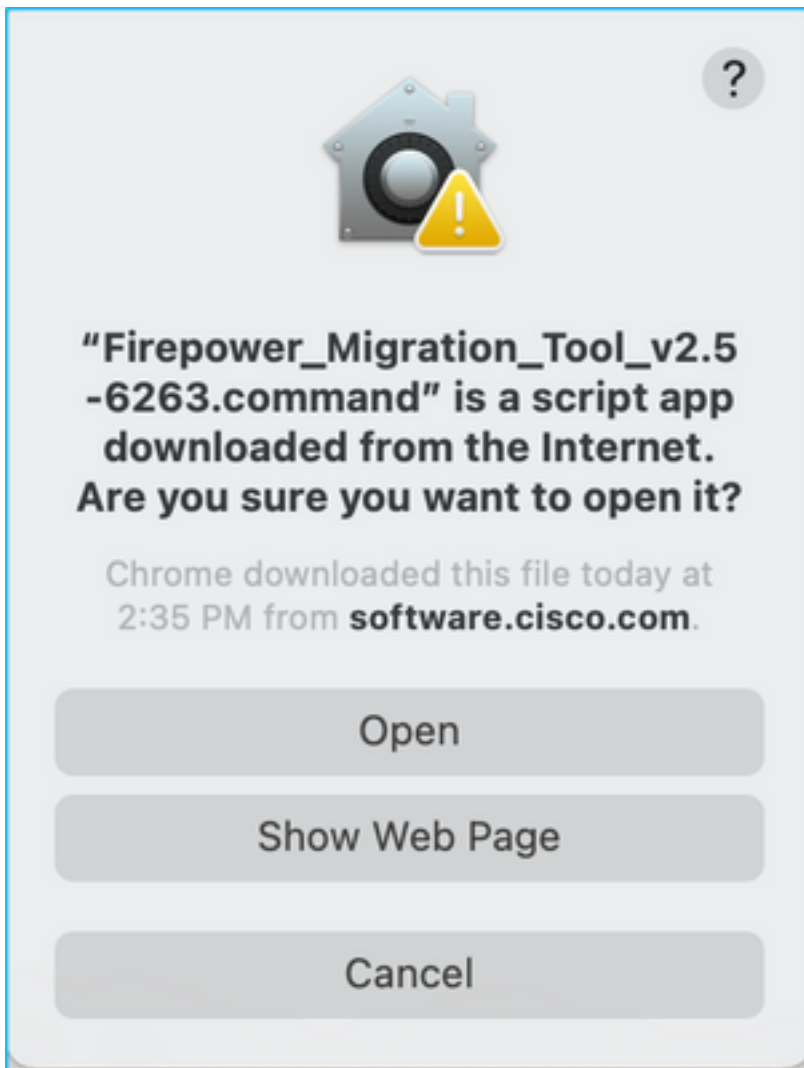 ?
“Firepower_Migration_Tool_v2.5
-6263.command” is a script app
downloaded from the Internet.
Are you sure you want to open it?
Chrome downloaded this file today at
2:35 PM from software.cisco.com.
Open
Show Web Page
Cancel